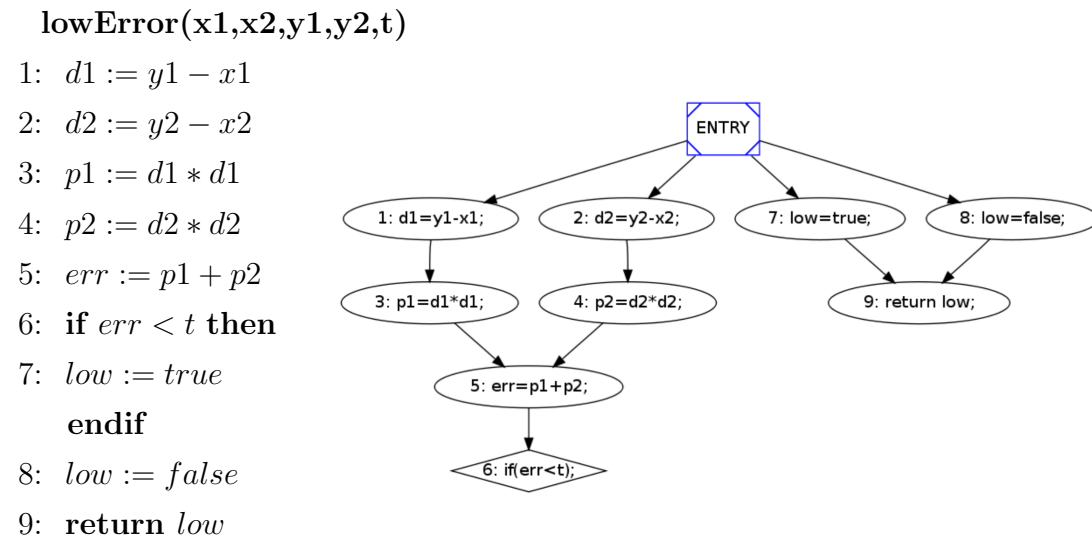 lowError(x1,x2,y1,y2,t)
1: d1 := y1 − x1
2: d2 := y2 − x2
3: p1 := d1 ∗ d1
4: p2 := d2 ∗ d2
5: err := p1 + p2
6: if err < t then
7: low := true
endif
8: low := false
9: return low
ENTRY
1: d1=y1-x1;
2: d2=y2-x2;
7: low=true;
8: low=false;
3: p1=d1*d1;
4: p2=d2*d2;
9: return low;
5: err=p1+p2;
6: if(err<t);